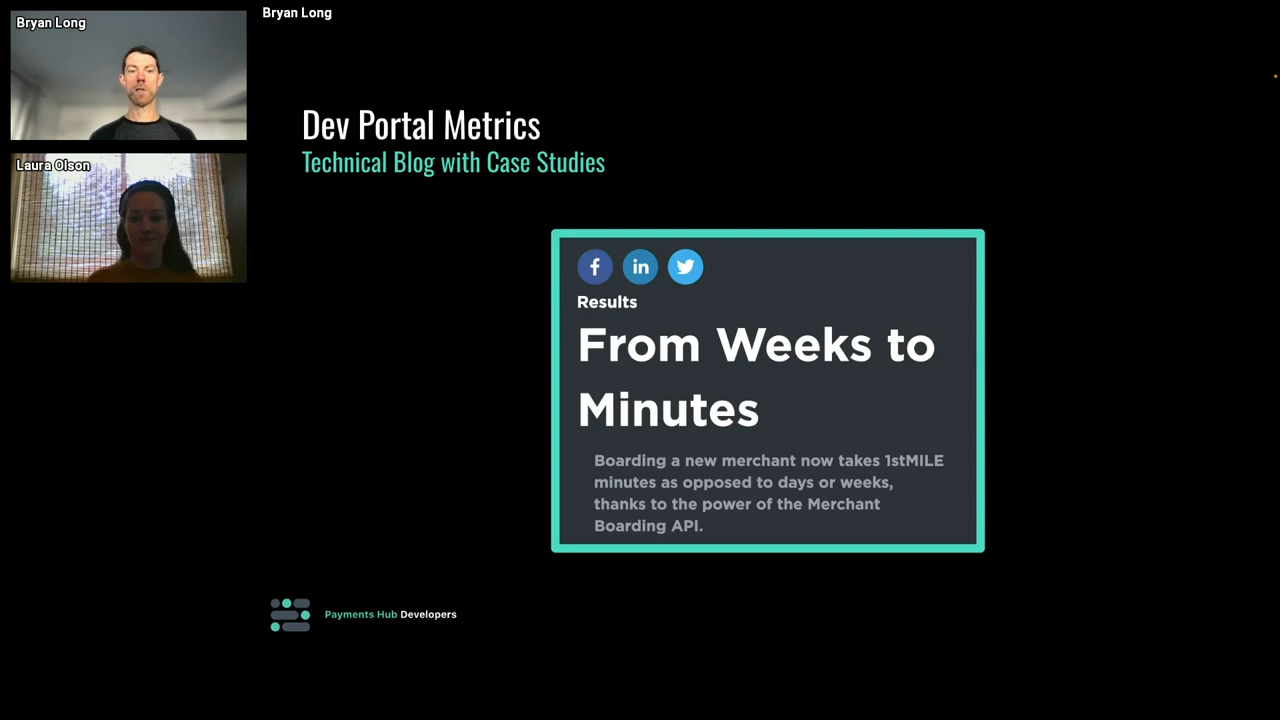 Bryan Long
Laura Olson
Bryan Long
Dev Portal Metrics
Technical Blog with Case Studies
Results
From Weeks to
Minutes
Boarding a new merchant now takes 1stMILE
minutes as opposed to days or weeks,
thanks to the power of the Merchant
Boarding API.
Payments Hub Developers